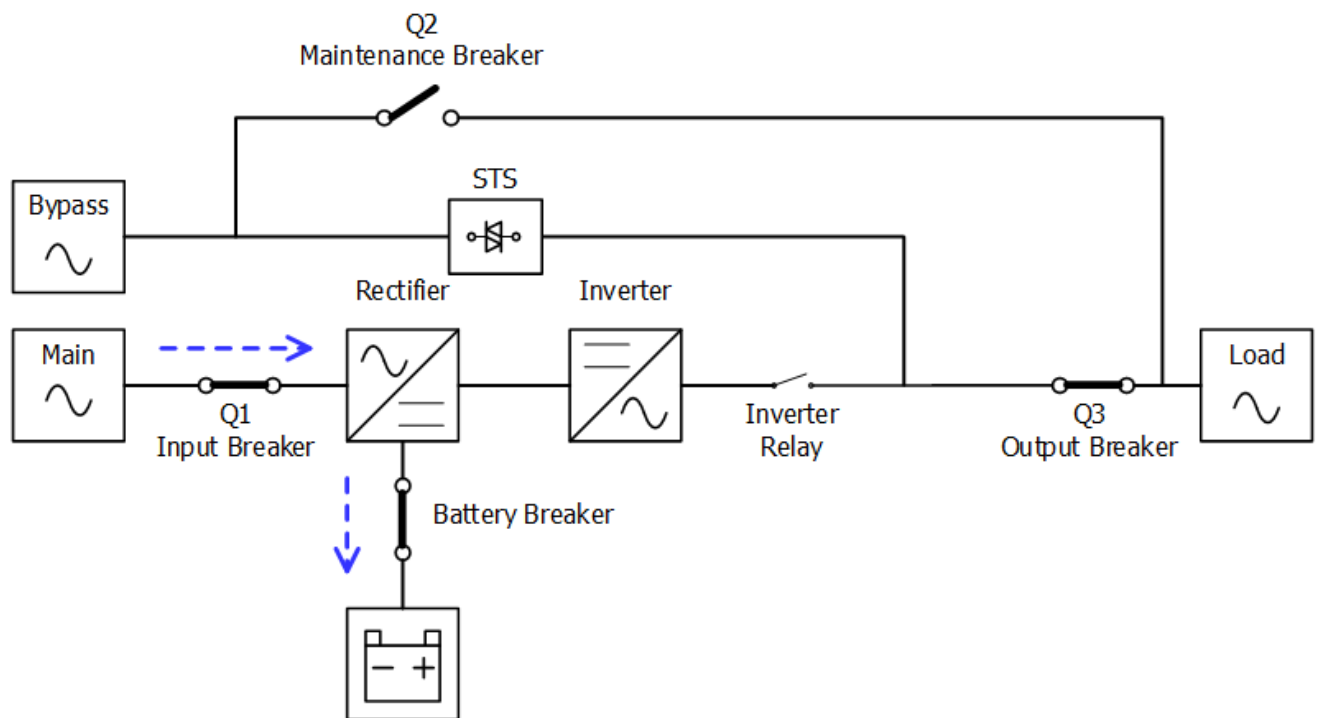 Q2
Maintenance Breaker
STS
Bypass
Rectifier
Inverter
Main
Load
Q1
Input Breaker
Inverter
Relay
Q3
Output Breaker
Battery Breaker